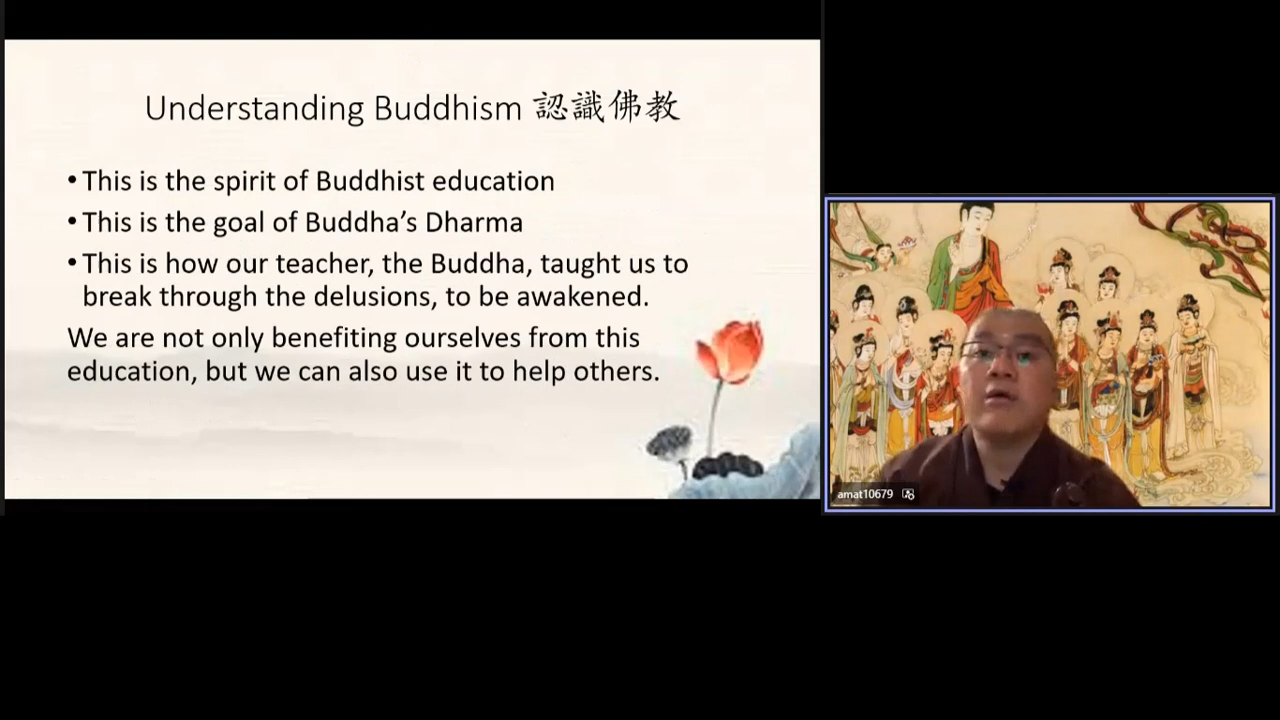 Understanding Buddhism 認識佛教
•This is the spirit of Buddhist education
•This is the goal of Buddha’s Dharma
•This is how our teacher, the Buddha, taught us to
break through the delusions, to be awakened.
We are not only benefiting ourselves from this
education, but we can also use it to help others.
amat10679